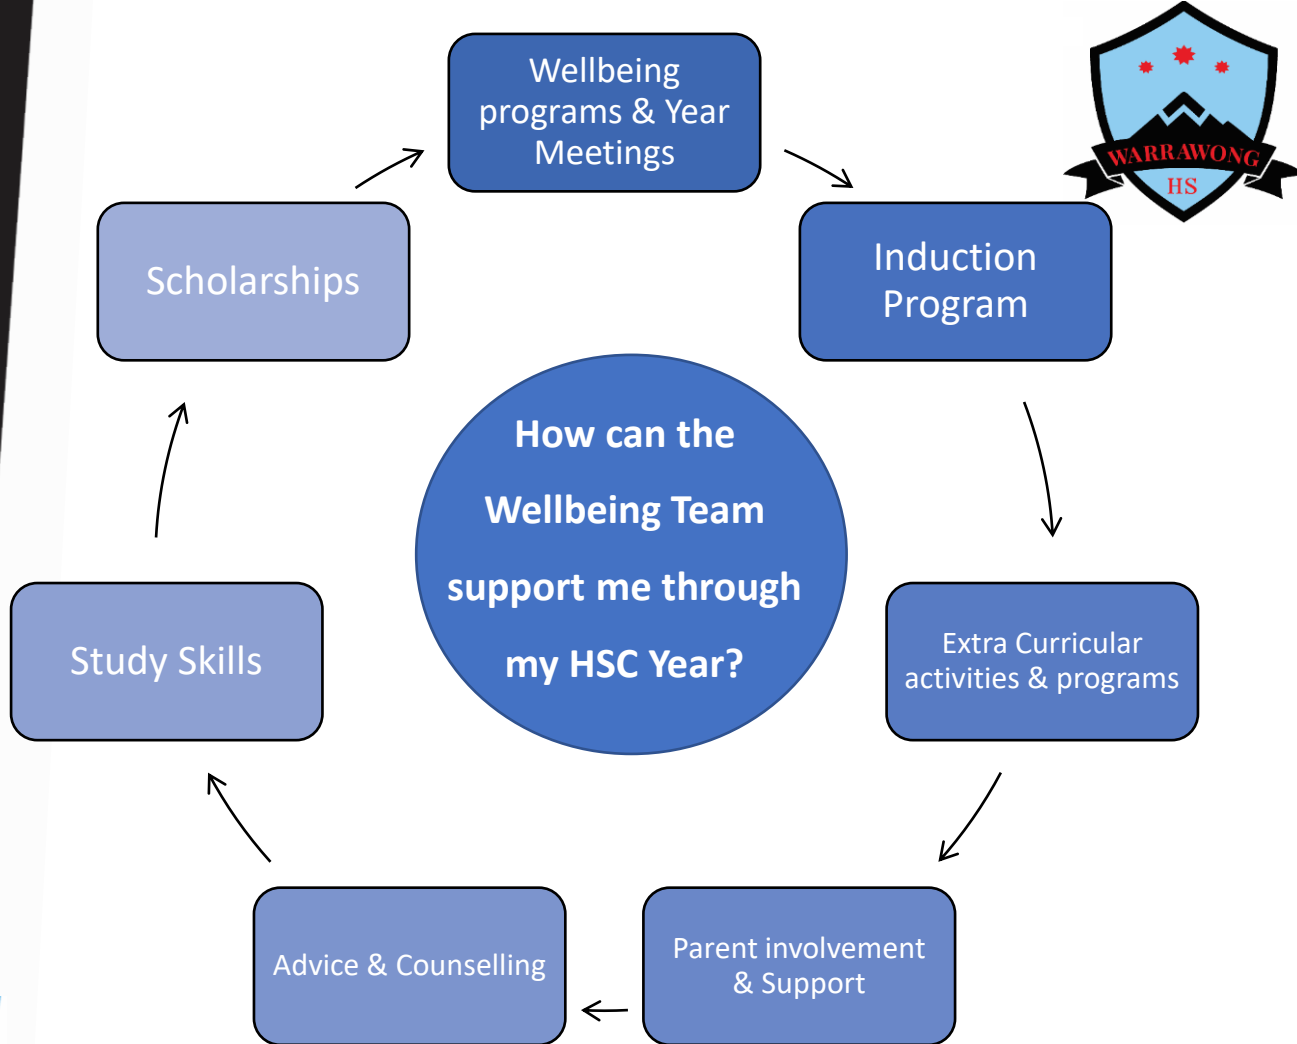 Wellbeing
programs & Year
Meetings
WARRAWONG
HS
Induction
Program
Extra Curricular
activities & programs
Parent involvement
& Support
Advice & Counselling
Study Skills
Scholarships
How can the
Wellbeing Team
support me through
my HSC Year?